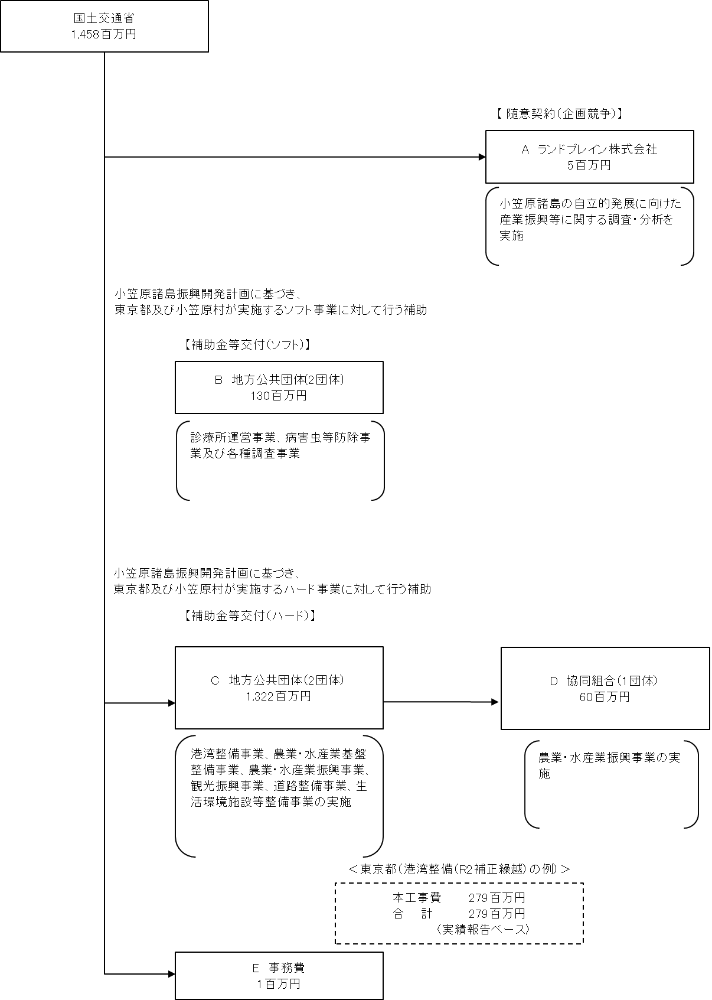 国土交通省
1,458百万円
【 随意契約（企画競争）】
A　ランドブレイン株式会社
5百万円
小笠原諸島の自立的発展に向けた
産業振興等に関する調査・分析を
実施
小笠原諸島振興開発計画に基づき、
東京都及び小笠原村が実施するソフト事業に対して行う補助
【補助金等交付（ソフト）】
B　地方公共団体(2団体)
130百万円
診療所運営事業、病害虫等防除事
業及び各種調査事業
小笠原諸島振興開発計画に基づき、
東京都及び小笠原村が実施するハード事業に対して行う補助
【補助金等交付（ハード）】
C　地方公共団体(2団体)
1,322百万円
D　協同組合（1団体）
60百万円
港湾整備事業、農業・水産業基盤
整備事業、農業・水産業振興事業、
観光振興事業、道路整備事業、生
活環境施設等整備事業の実施
農業・水産業振興事業の実
施
＜東京都（港湾整備（R2補正繰越）の例）＞
本工事費　　279百万円
合　計　　　279百万円
〈実績報告ベース〉
E　事務費
1百万円